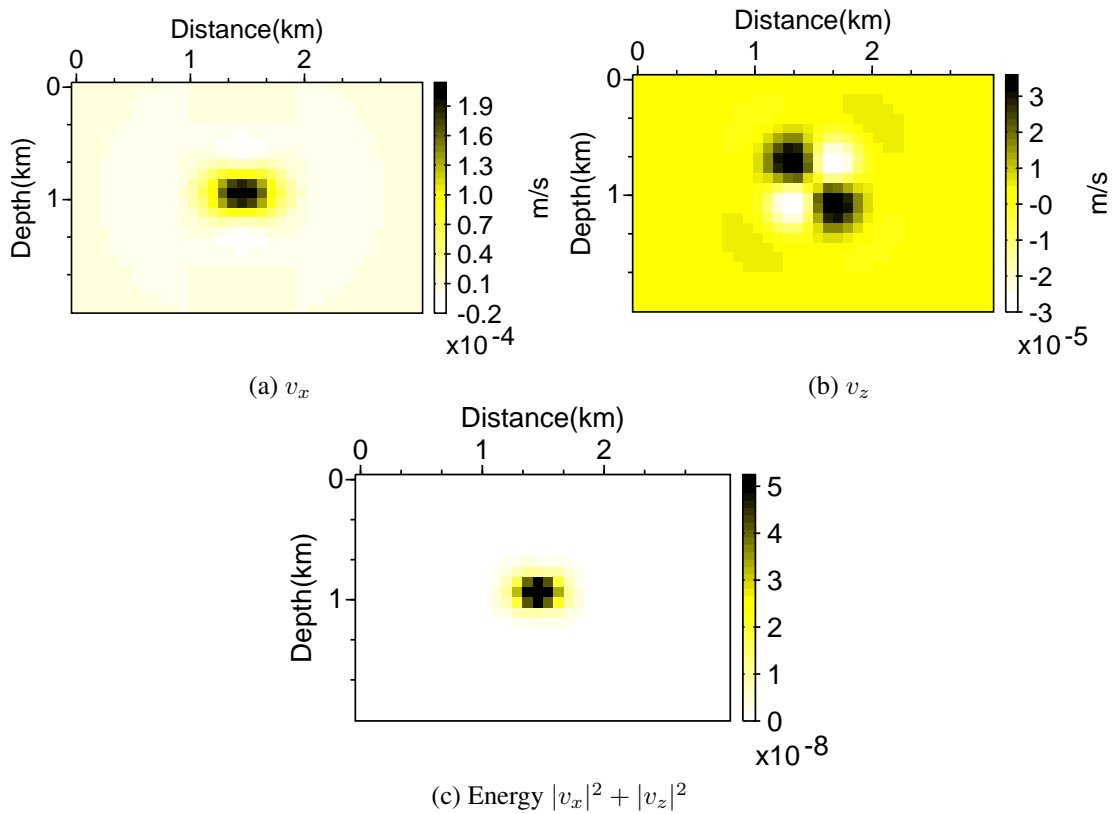 Distance(km)
0 1 2
0
1
Depth(km)
1.9
1.6
1.3
1.0
0.7
0.4
0.1
-0.2
m/s
x10^-4
(a) v_x
Distance(km)
0 1 2
0
1
Depth(km)
3
2
1
-0
-1
-2
-3
m/s
x10^-5
(b) v_z
Distance(km)
0 1 2
0
1
Depth(km)
5
4
3
2
1
0
x10^-8
(c) Energy |v_x|^2 + |v_z|^2